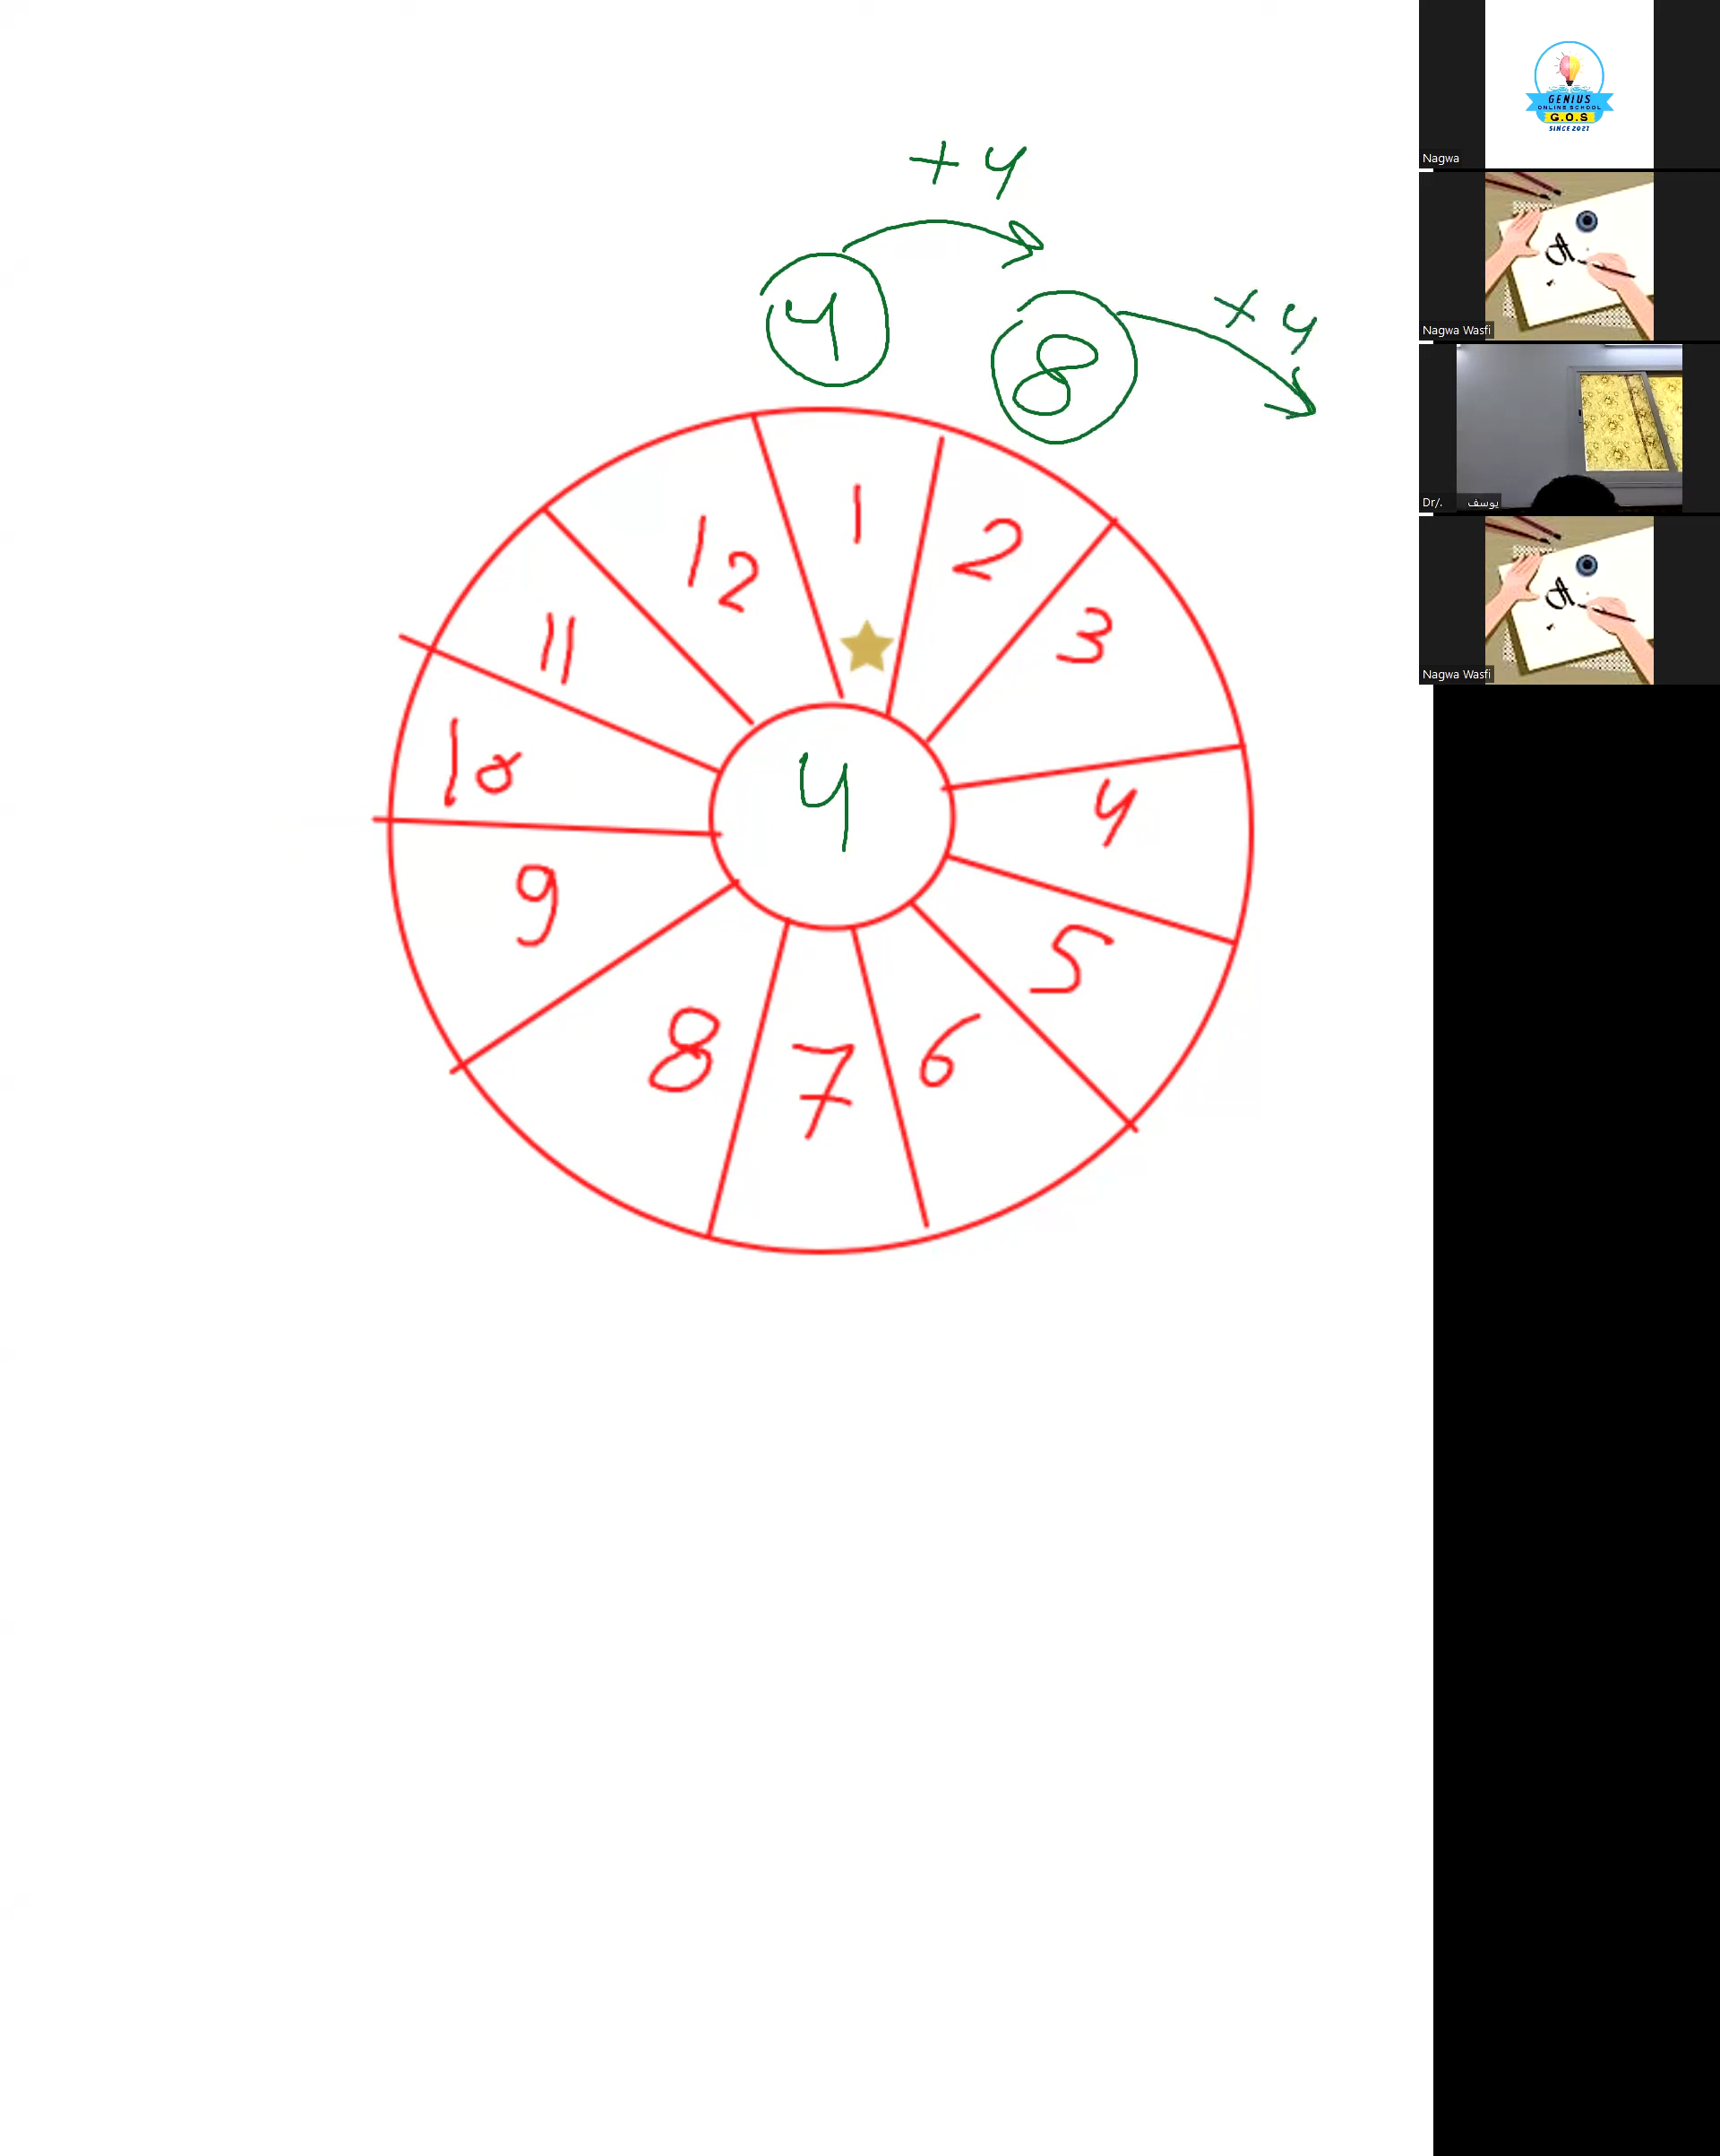 +4
4
8
+4
1
2
3
4
5
6
7
8
9
10
11
12
4
GENIUS
ONLINE SCHOOL
G.O.S
SINCE 2021
Nagwa
Nagwa Wasfi
Dr/. يوسف
Nagwa Wasfi